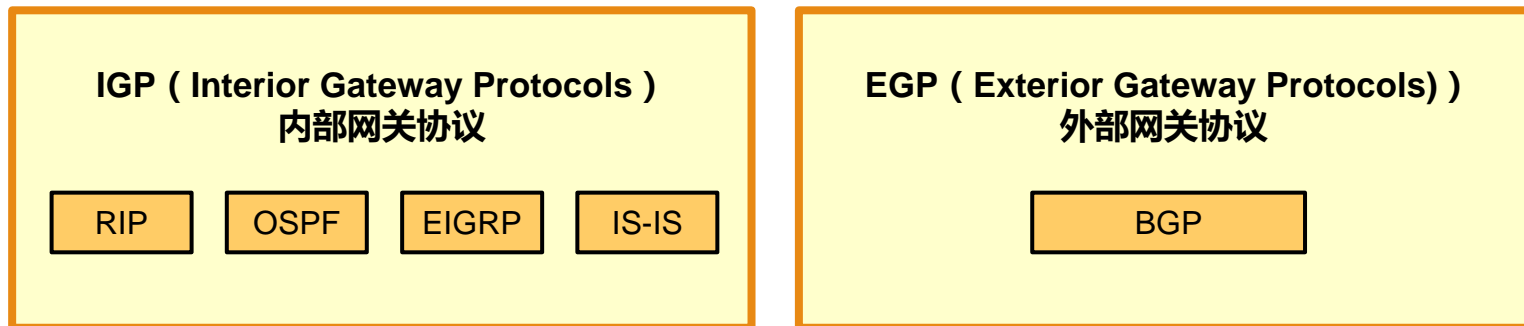 IGP（Interior Gateway Protocols）
内部网关协议
RIP
OSPF
EIGRP
IS-IS
EGP（Exterior Gateway Protocols)）
外部网关协议
BGP